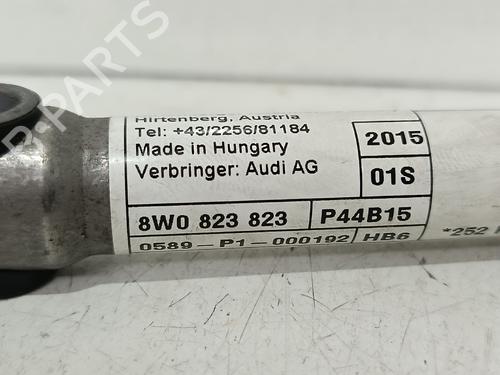 Hirtenberg, Austria
Tel: +43/2256/81184
Made in Hungary
Verbringer: Audi AG
2015
01S
8W0 823 823 P44B15
0589-P1-000192 HB6
*252
B-PARTS